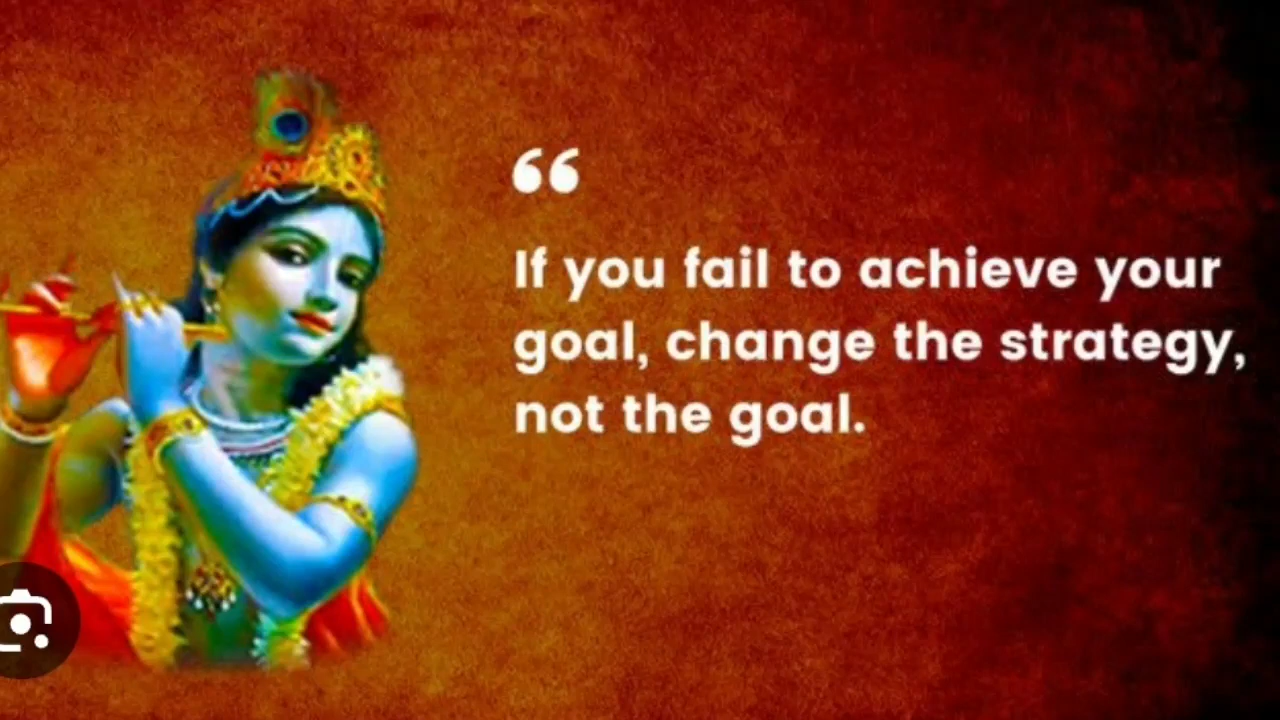 “
If you fail to achieve your
goal, change the strategy,
not the goal.